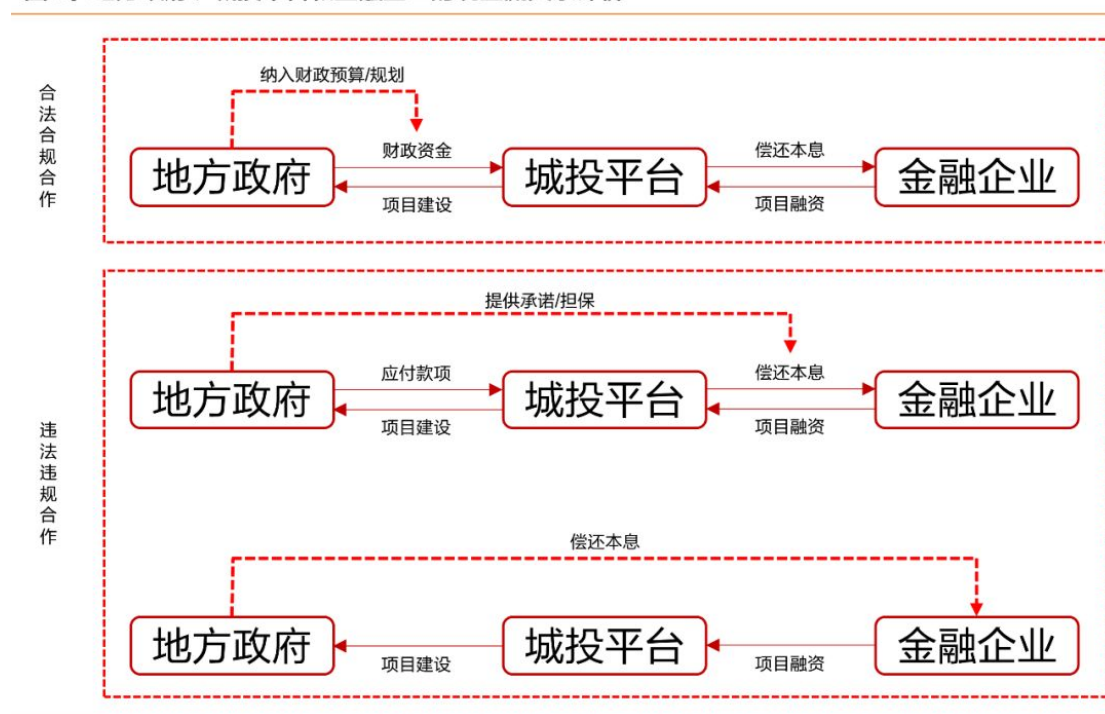 合法合规合作
纳入财政预算/规划
地方政府
财政资金
项目建设
城投平台
偿还本息
项目融资
金融企业
违法违规合作
提供承诺/担保
地方政府
应付款项
项目建设
城投平台
偿还本息
项目融资
金融企业
偿还本息
地方政府
项目建设
城投平台
项目融资
金融企业